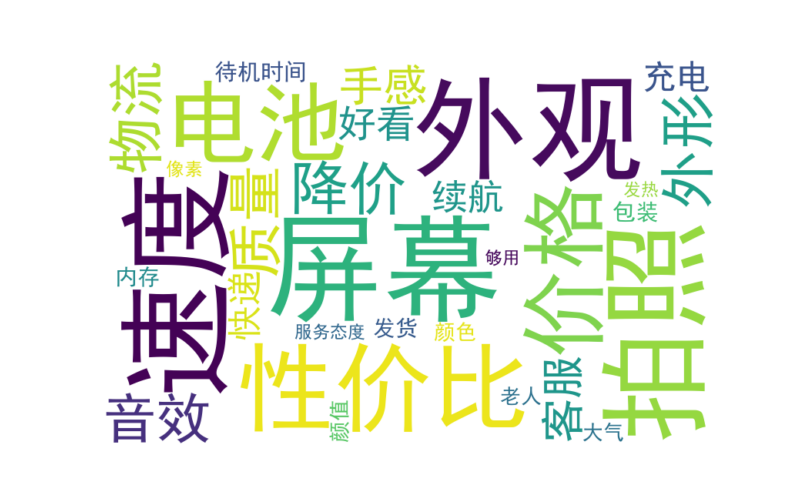 物流
待机时间
手感
充电
电池
外观
好看
外形
像素
降价
续航
质量
发热
包装
速度
屏幕
价格
拍照
够用
内存
快递
服务态度
发货
颜色
性价比
客服
老人
音效
颜值
大气